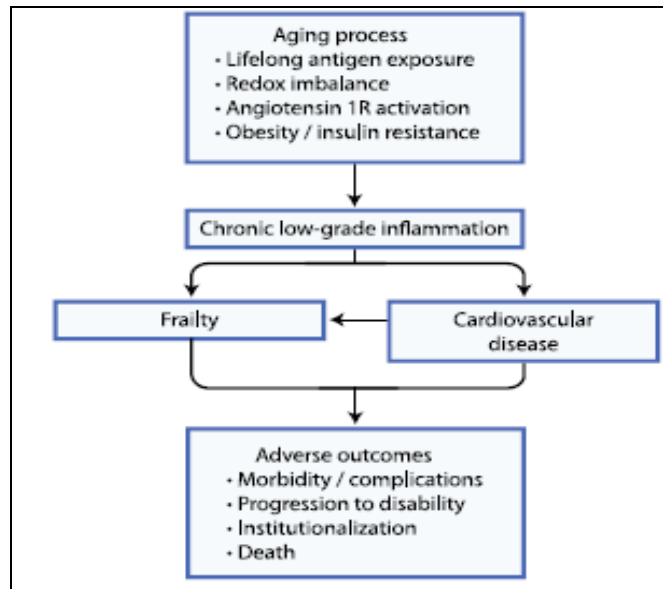 Aging process
· Lifelong antigen exposure
· Redox imbalance
· Angiotensin 1R activation
· Obesity / insulin resistance
Chronic low-grade inflammation
Frailty
Cardiovascular
disease
Adverse outcomes
· Morbidity / complications
· Progression to disability
· Institutionalization
· Death